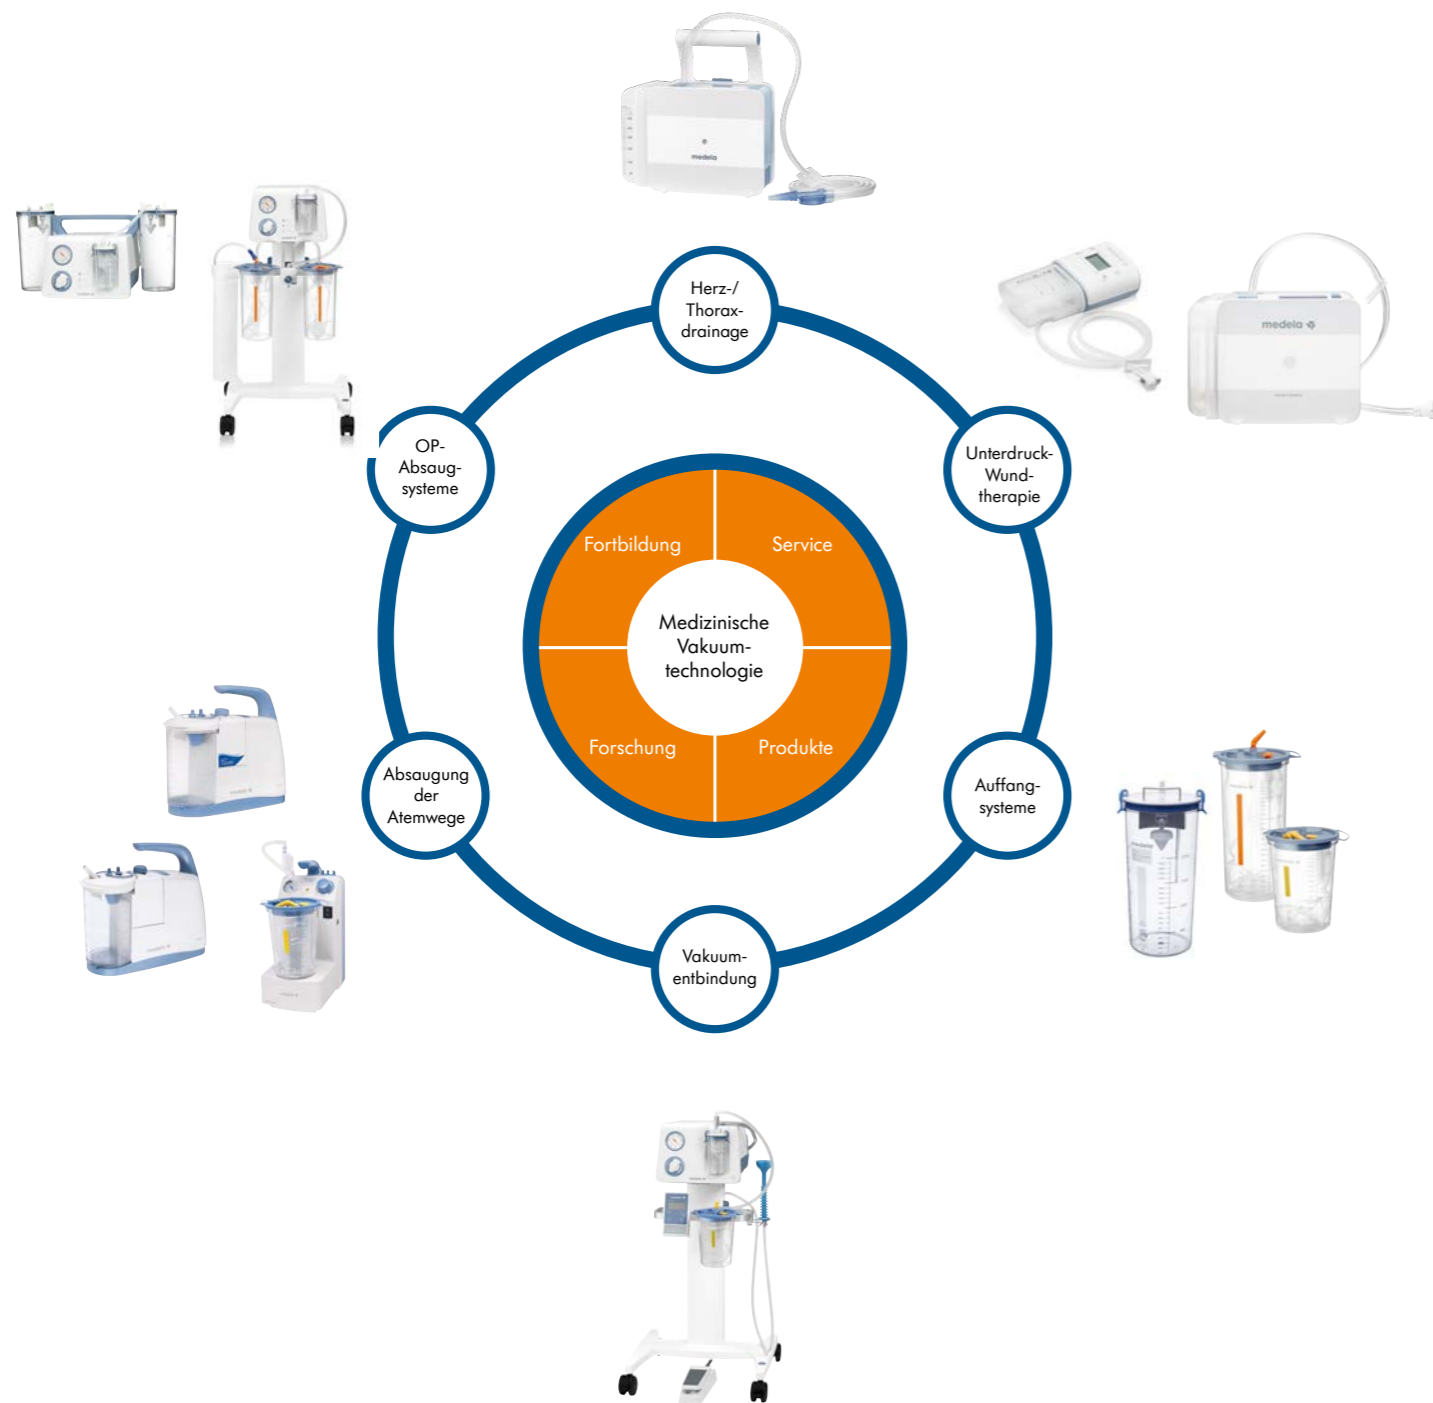 medela
Herz-/
Thorax-
drainage
medela
OP-
Absaug-
systeme
Unterdruck-
Wund-
therapie
Fortbildung
Service
Medizinische
Vakuum-
technologie
Forschung
Produkte
Absaugung
der
Atemwege
Auffang-
systeme
medela
Vakuum-
entbindung